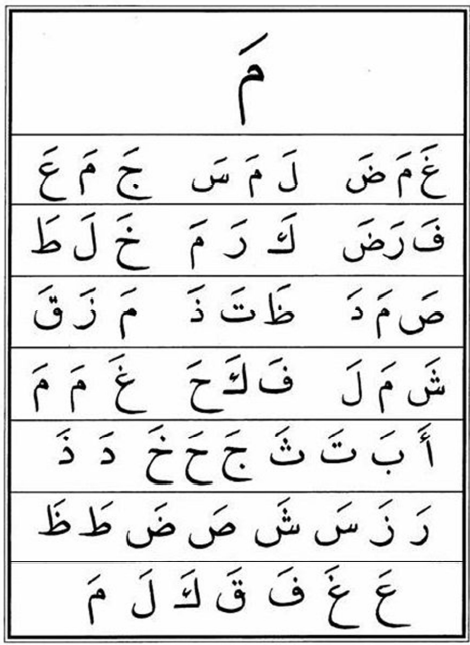 مَ
غَ مَ ضَ لَ مَ سَ جَ مَ عَ
فَ رَ ضَ كَ رَ مَ خَ لَ طَ
صَ مَ دَ ظَ تَ ذَ مَ زَ قَ
شَ مَ لَ فَ كَ حَ غَ مَ مَ
أَ بَ تَ ثَ جَ حَ خَ دَ ذَ
رَ زَ سَ شَ صَ ضَ طَ ظَ
عَ غَ فَ قَ كَ لَ مَ